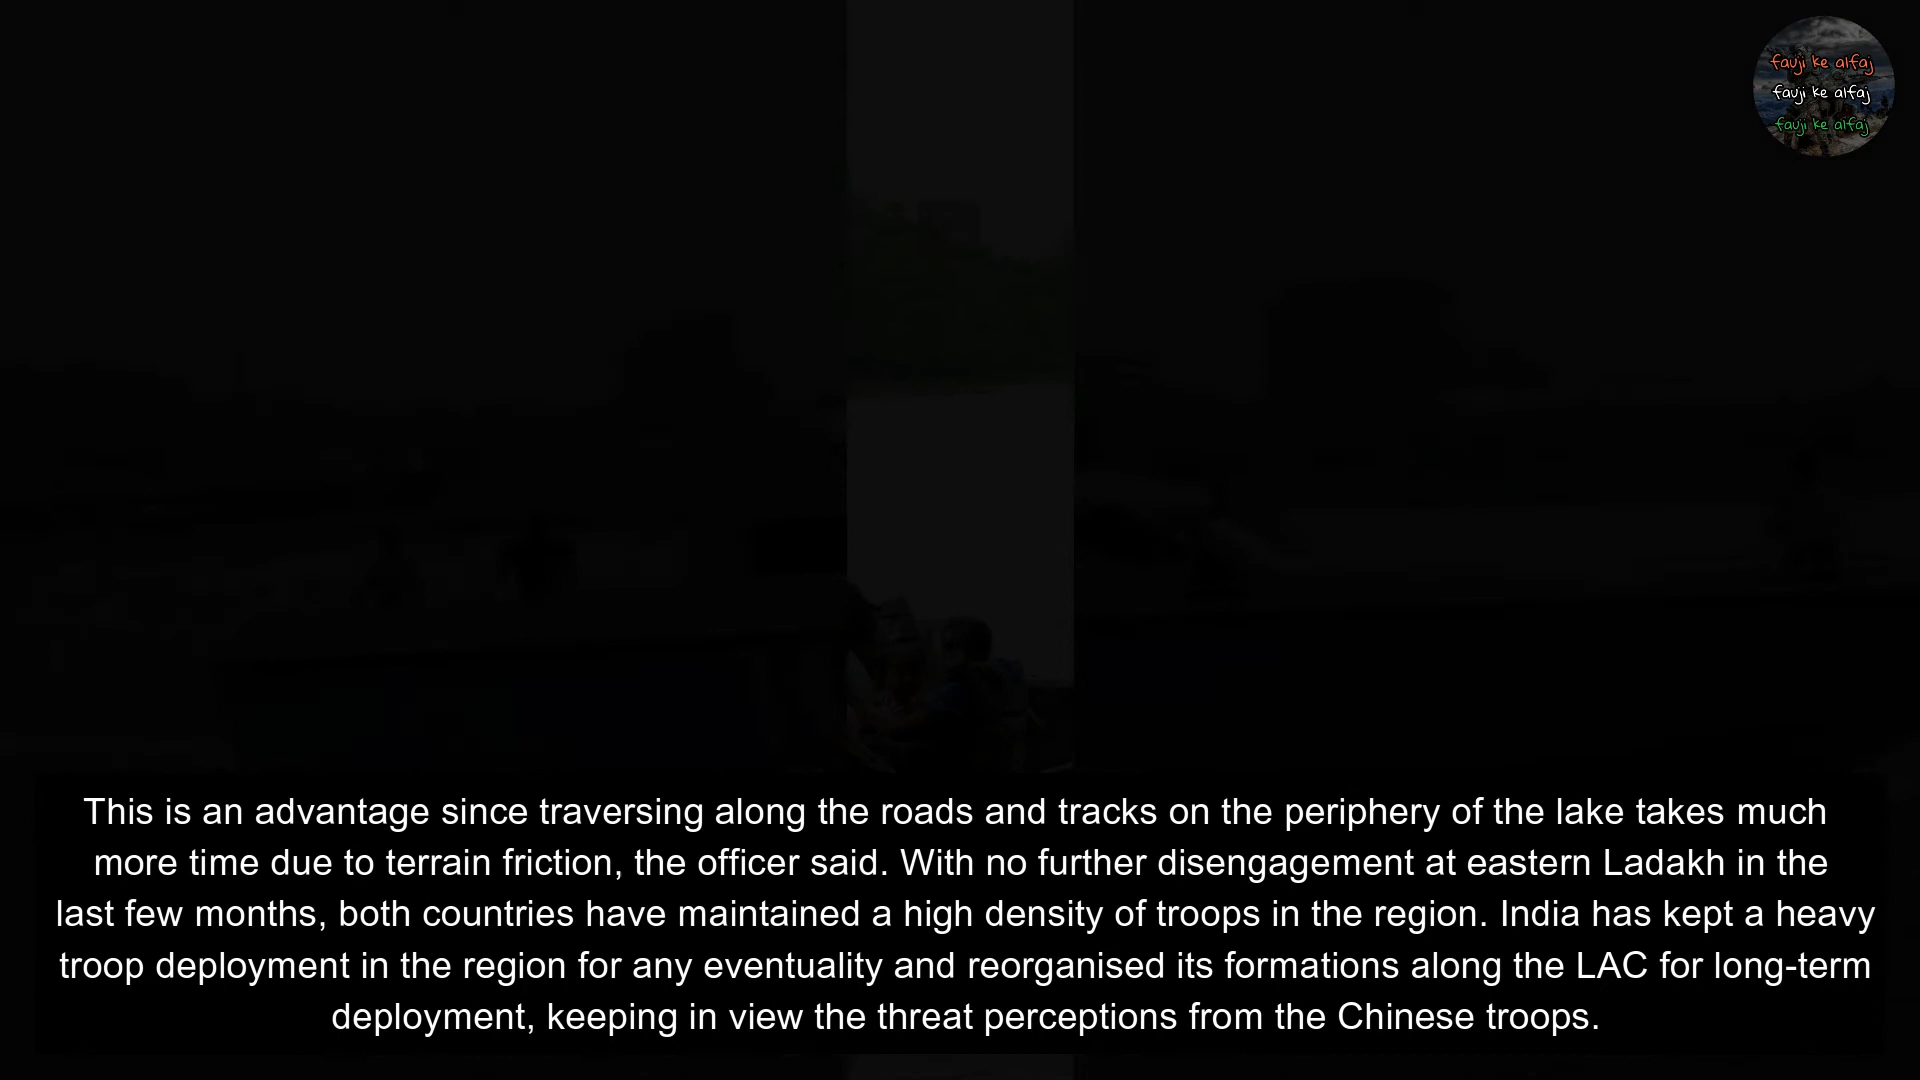 fauji ke alfaj
fauji ke alfaj
fauji ke alfaj
This is an advantage since traversing along the roads and tracks on the periphery of the lake takes much
more time due to terrain friction, the officer said. With no further disengagement at eastern Ladakh in the
last few months, both countries have maintained a high density of troops in the region. India has kept a heavy
troop deployment in the region for any eventuality and reorganised its formations along the LAC for long-term
deployment, keeping in view the threat perceptions from the Chinese troops.